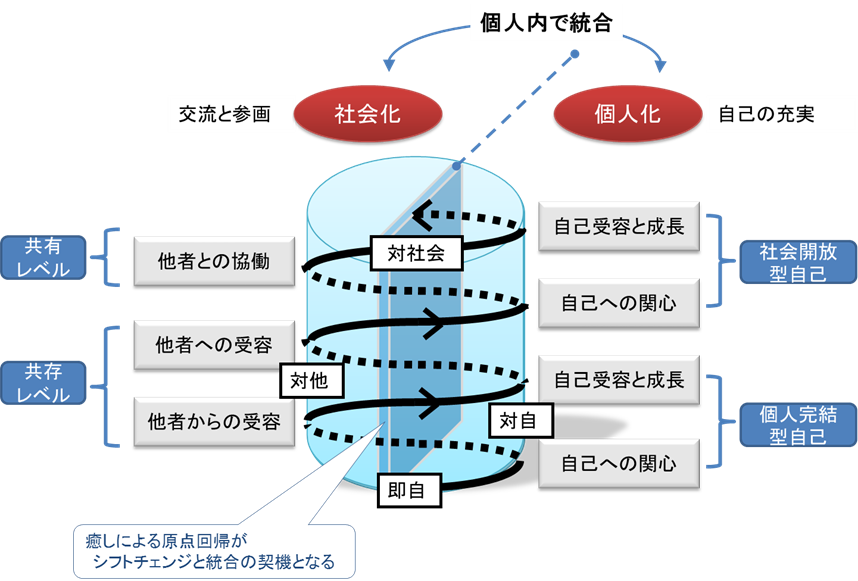 個人内で統合
交流と参画
社会化
個人化
自己の充実
共有
レベル
他者との協働
対社会
自己受容と成長
社会開放
型自己
自己への関心
共存
レベル
他者への受容
対他
自己受容と成長
他者からの受容
対自
個人完結
型自己
自己への関心
即自
癒しによる原点回帰が
シフトチェンジと統合の契機となる